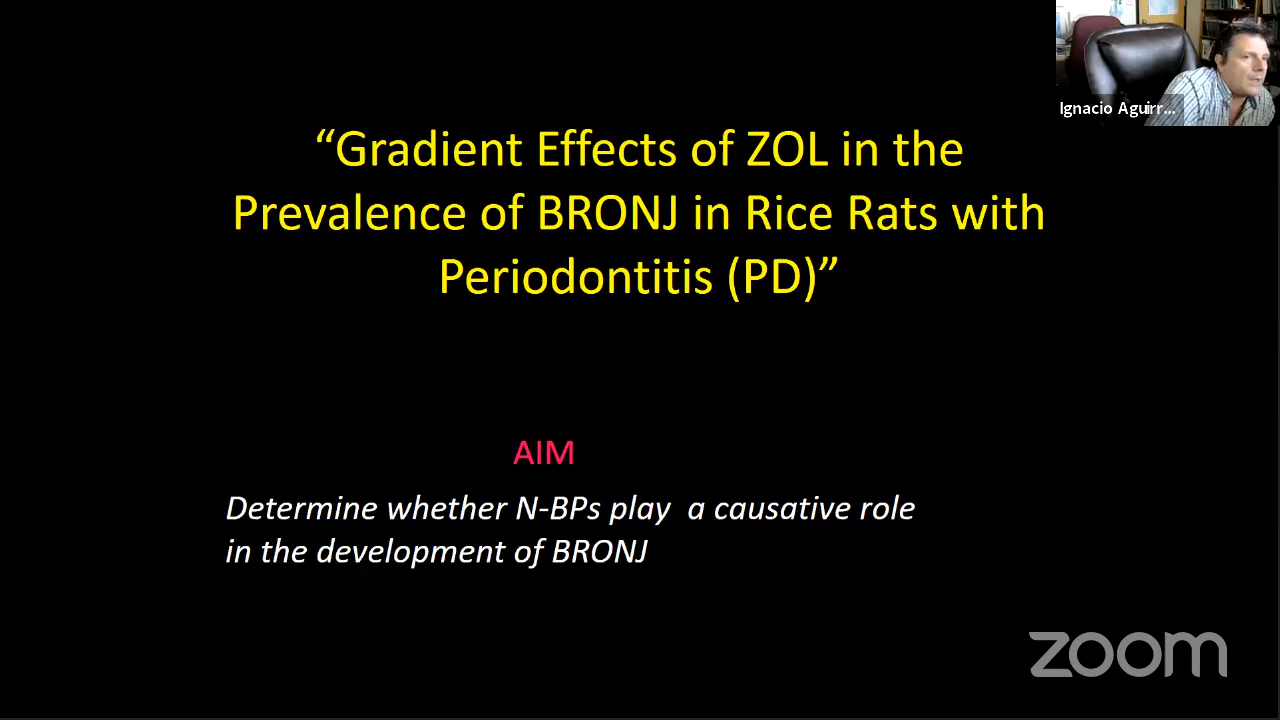 Ignacio Aguirr...
“Gradient Effects of ZOL in the
Prevalence of BRONJ in Rice Rats with
Periodontitis (PD)”
AIM
Determine whether N-BPs play  a causative role
in the development of BRONJ
zoom